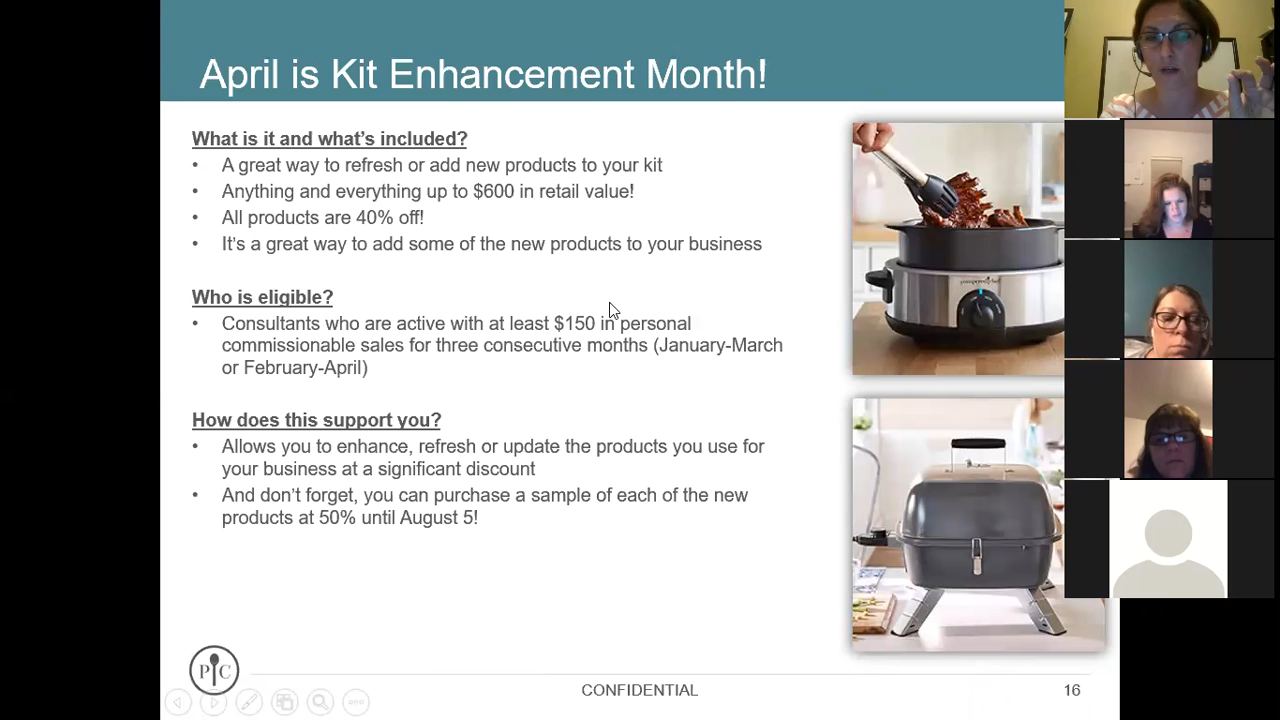 April is Kit Enhancement Month!
What is it and what's included?
• A great way to refresh or add new products to your kit
• Anything and everything up to $600 in retail value!
• All products are 40% off!
• It's a great way to add some of the new products to your business
Who is eligible?
• Consultants who are active with at least $150 in personal
commissionable sales for three consecutive months (January-March
or February-April)
How does this support you?
• Allows you to enhance, refresh or update the products you use for
your business at a significant discount
• And don't forget, you can purchase a sample of each of the new
products at 50% until August 5!
pampered chef
P C
CONFIDENTIAL
16